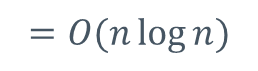 = O(n log n)